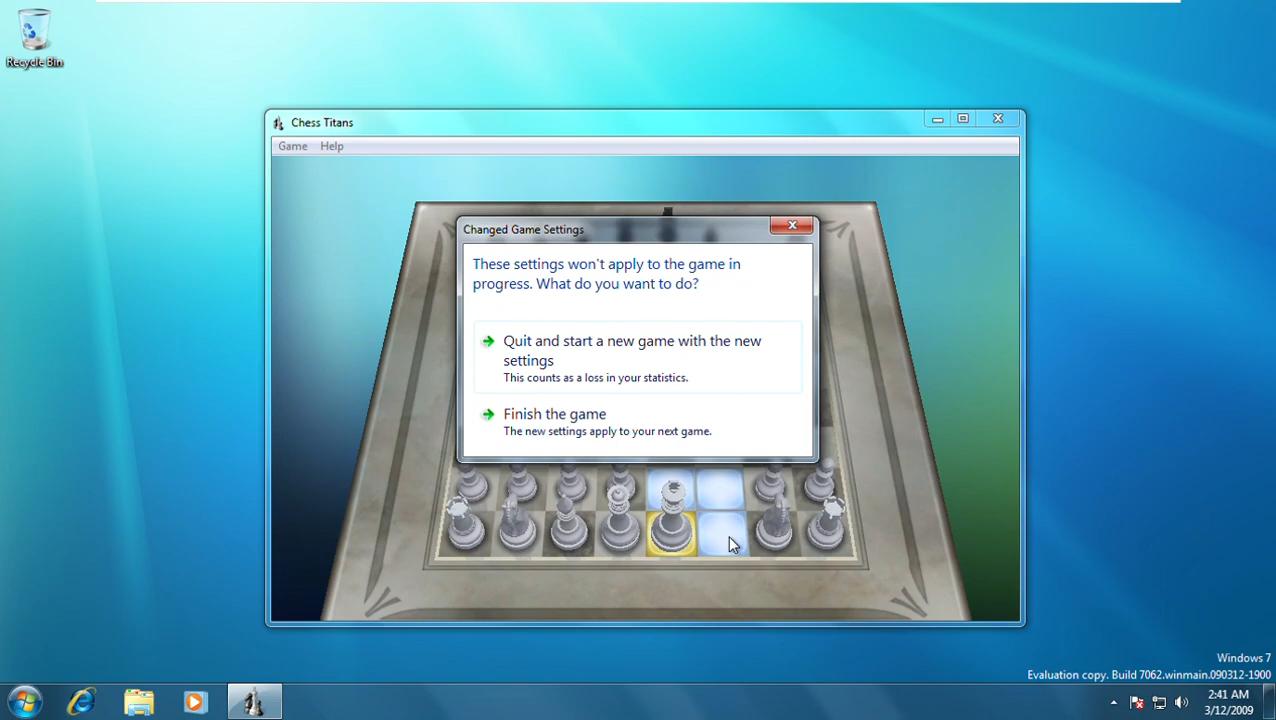 Recycle Bin
Chess Titans
Game Help
Changed Game Settings
These settings won't apply to the game in
progress. What do you want to do?
Quit and start a new game with the new
settings
This counts as a loss in your statistics.
Finish the game
The new settings apply to your next game.
Windows 7
Evaluation copy. Build 7062.winmain.090312-1900
2:41 AM
3/12/2009